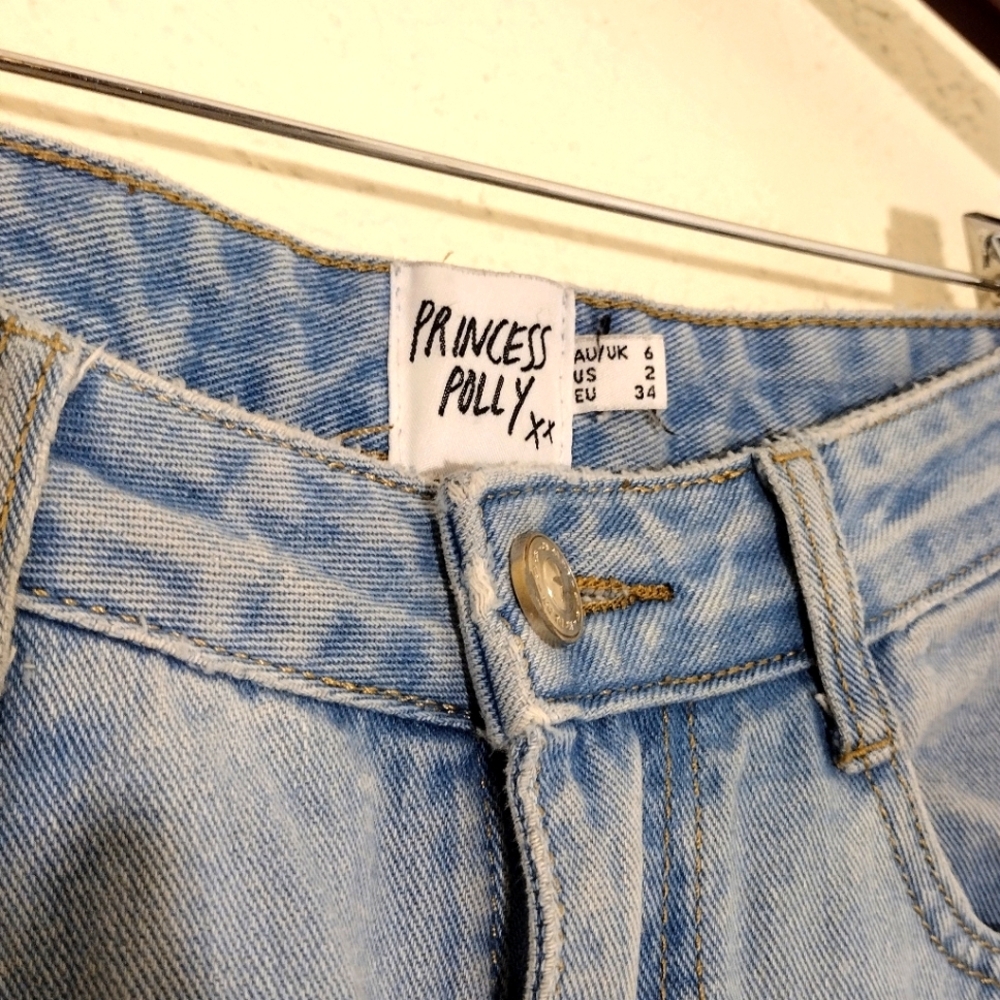 PRINCESS
POLLY
xx
AU/UK 6
US 2
EU 34